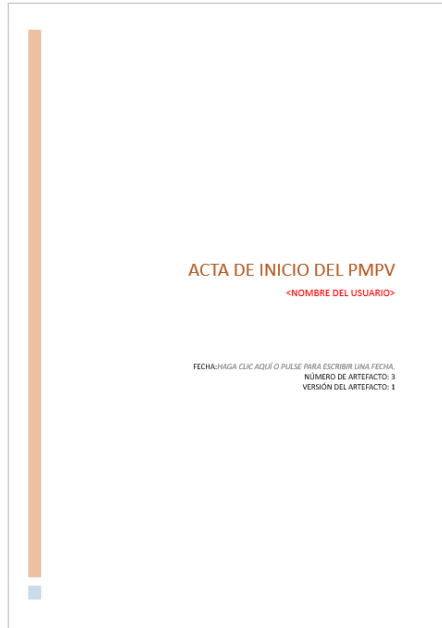 ACTA DE INICIO DEL PMPV
<NOMBRE DEL USUARIO>
FECHA:HAGA CLIC AQUÍ O PULSE PARA ESCRIBIR UNA FECHA.
NÚMERO DE ARTEFACTO: 3
VERSIÓN DEL ARTEFACTO: 1